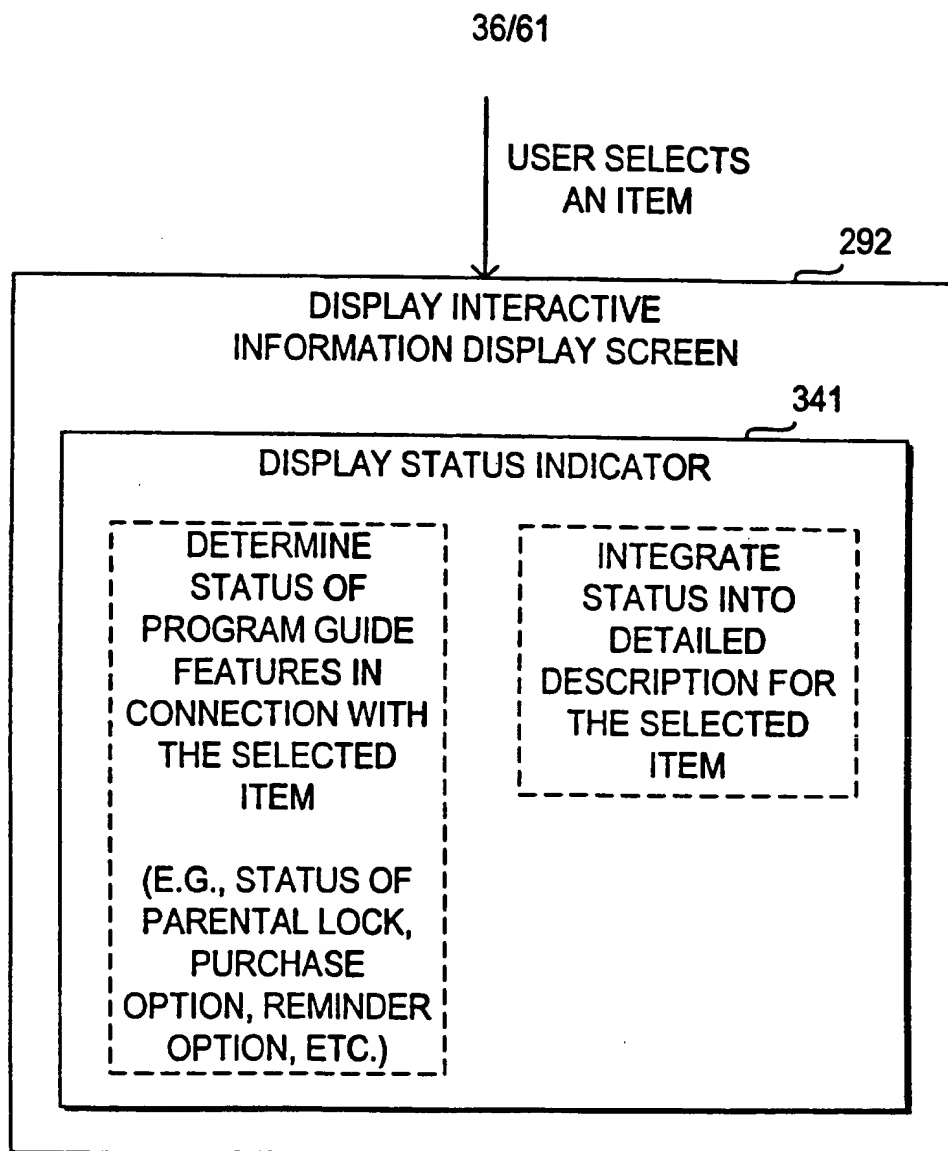 36/61
USER SELECTS
AN ITEM
292
DISPLAY INTERACTIVE
INFORMATION DISPLAY SCREEN
341
DISPLAY STATUS INDICATOR
DETERMINE
STATUS OF
PROGRAM GUIDE
FEATURES IN
CONNECTION WITH
THE SELECTED
ITEM
(E.G., STATUS OF
PARENTAL LOCK,
PURCHASE
OPTION, REMINDER
OPTION, ETC.)
INTEGRATE
STATUS INTO
DETAILED
DESCRIPTION FOR
THE SELECTED
ITEM